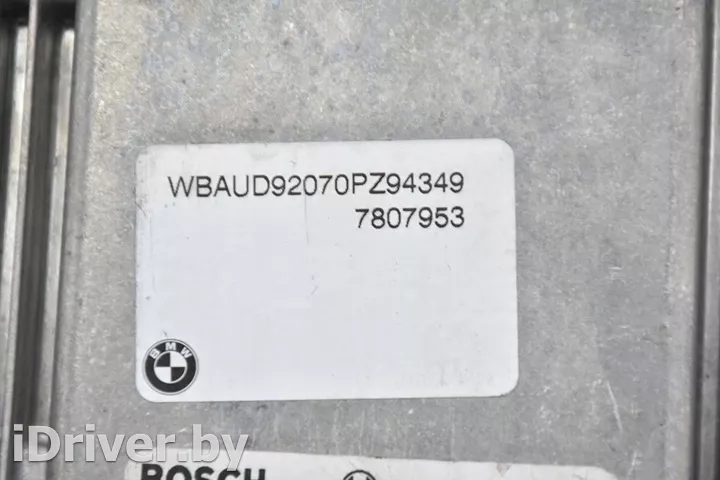 WBAUD92070PZ94349
7807953
BMW
iDriver.by
BOSCH